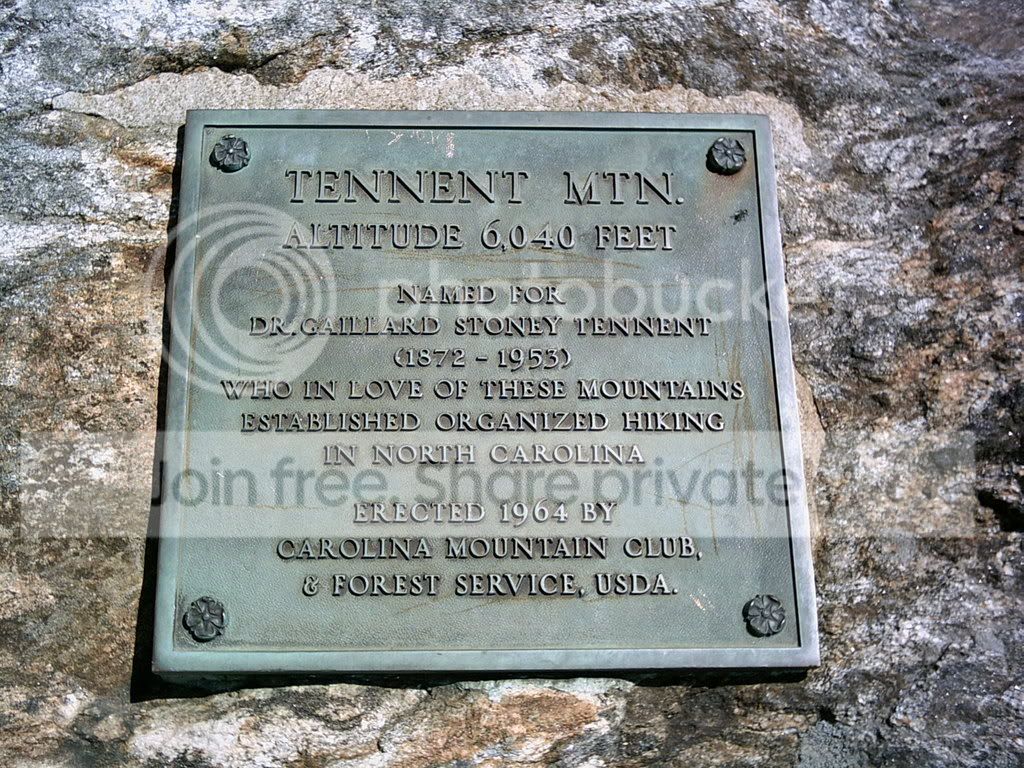 TENNENT MTN.
ALTITUDE 6,040 FEET
NAMED FOR
DR. GAILLARD STONEY TENNENT
(1872 - 1953)
WHO IN LOVE OF THESE MOUNTAINS
ESTABLISHED ORGANIZED HIKING
IN NORTH CAROLINA
ERECTED 1964 BY
CAROLINA MOUNTAIN CLUB,
& FOREST SERVICE, USDA.
photobucket
Join free. Share privately.